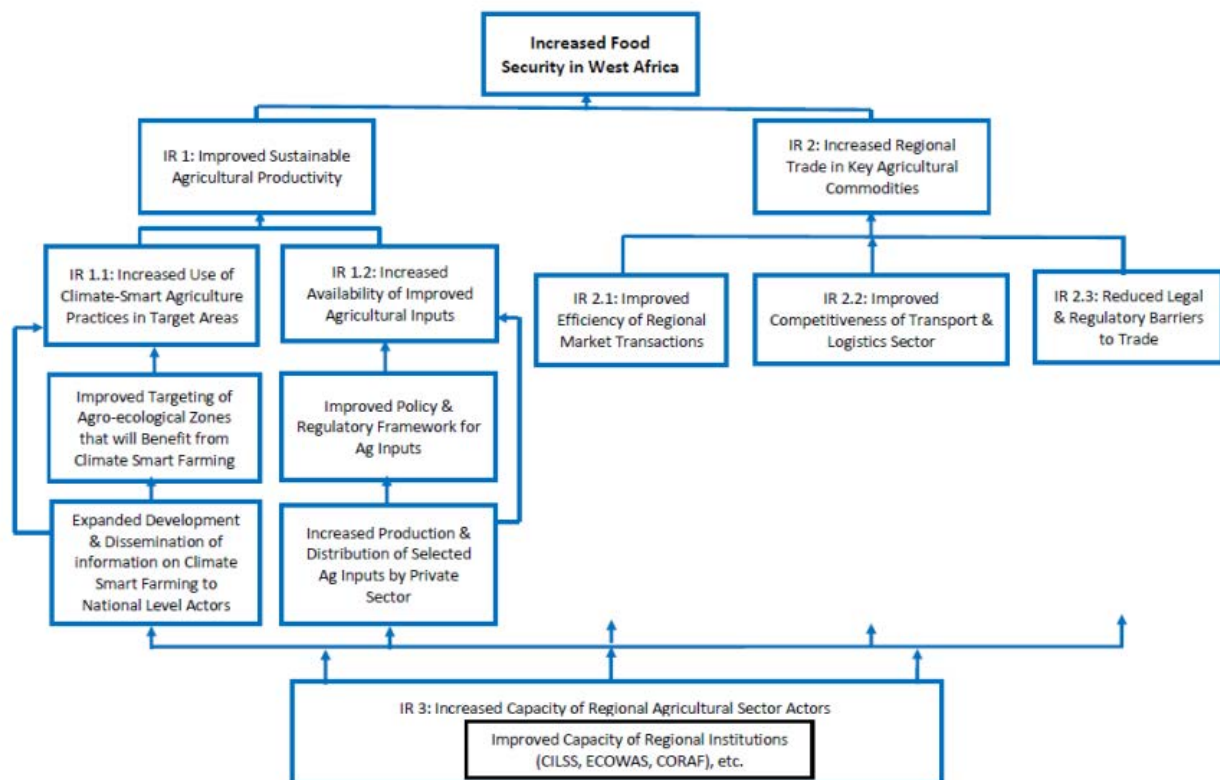 Increased Food
Security in West Africa
IR 1: Improved Sustainable
Agricultural Productivity
IR 2: Increased Regional
Trade in Key Agricultural
Commodities
IR 1.1: Increased Use of
Climate-Smart Agriculture
Practices in Target Areas
IR 1.2: Increased
Availability of Improved
Agricultural Inputs
IR 2.1: Improved
Efficiency of Regional
Market Transactions
IR 2.2: Improved
Competitiveness of Transport &
Logistics Sector
IR 2.3: Reduced Legal
& Regulatory Barriers
to Trade
Improved Targeting of
Agro-ecological Zones
that will Benefit from
Climate Smart Farming
Improved Policy &
Regulatory Framework for
Ag Inputs
Expanded Development
& Dissemination of
information on Climate
Smart Farming to
National Level Actors
Increased Production &
Distribution of Selected
Ag Inputs by Private
Sector
IR 3: Increased Capacity of Regional Agricultural Sector Actors
Improved Capacity of Regional Institutions
(CILSS, ECOWAS, CORAF), etc.